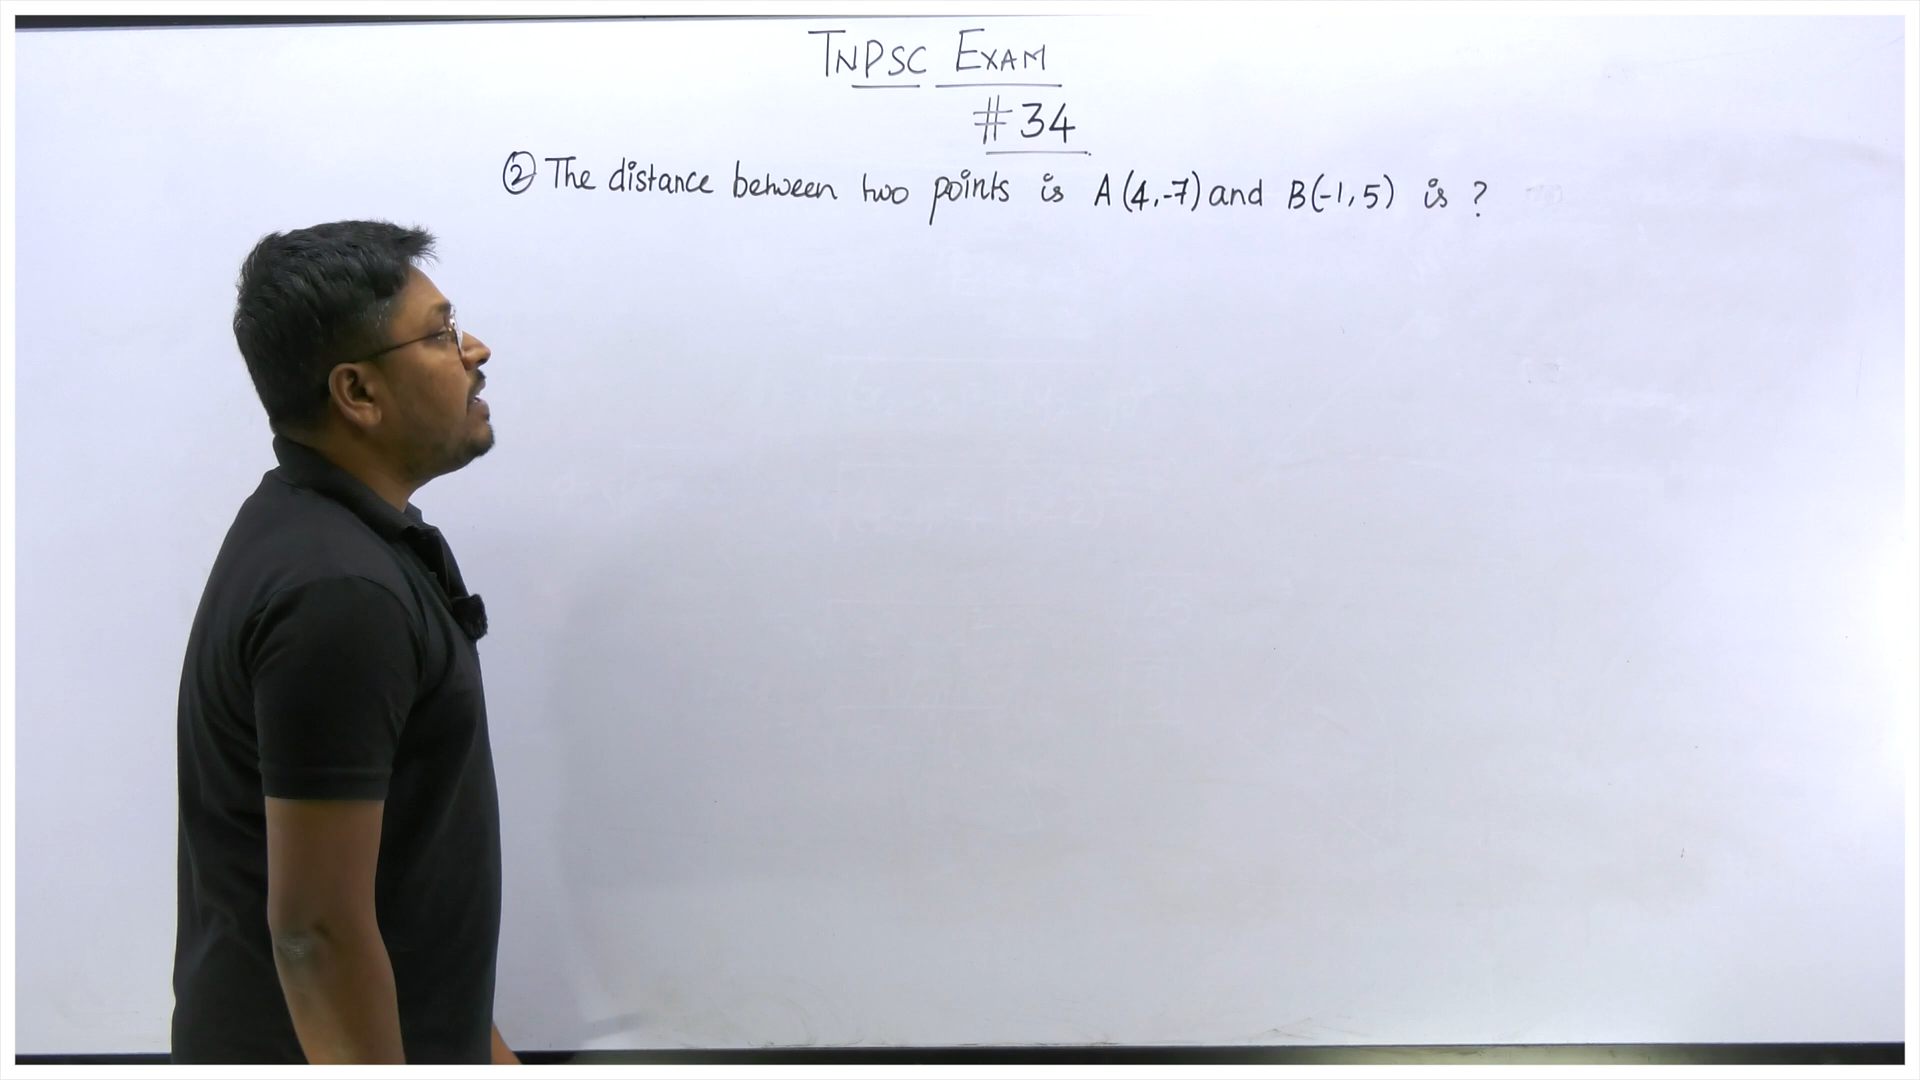 TNPSC EXAM
#34
② The distance between two points is A(4,-7) and B(-1,5) is ?